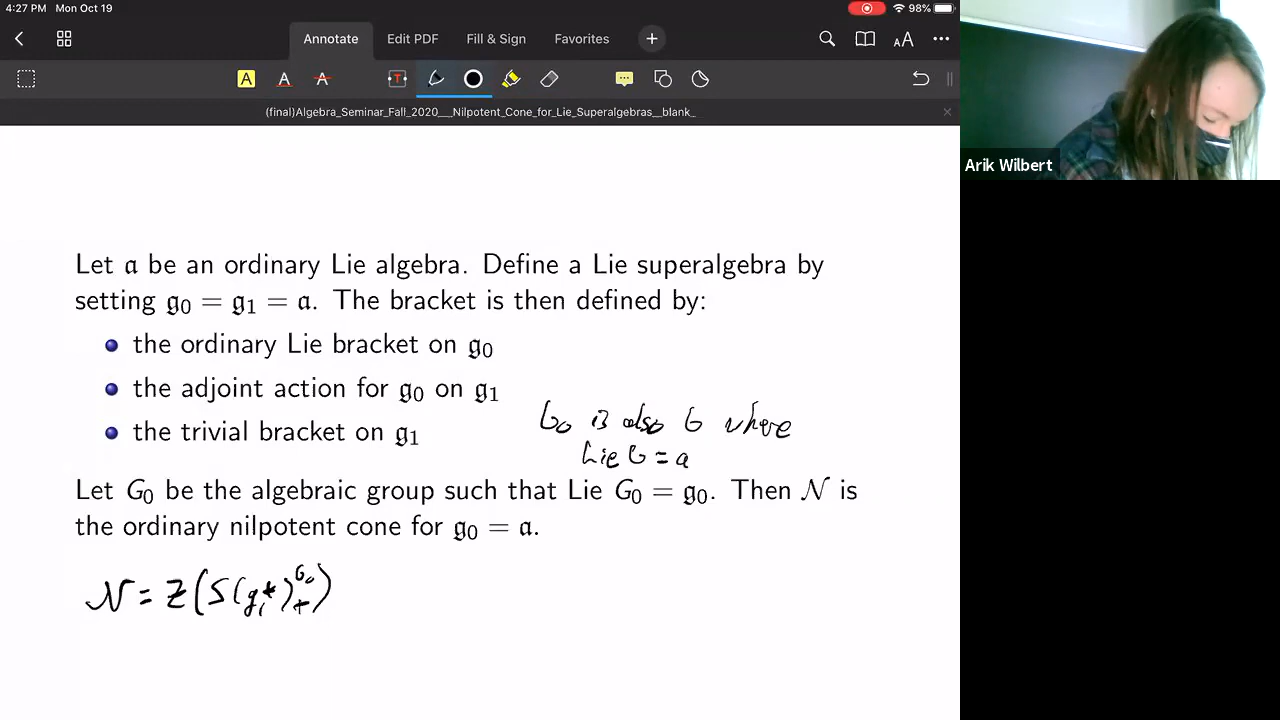 4:27 PM Mon Oct 19
98%
Annotate Edit PDF Fill & Sign Favorites
AA
A A A T
(final)Algebra_Seminar_Fall_2020___Nilpotent_Cone_for_Lie_Superalgebras__blank_
Arik Wilbert
Let 𝔞 be an ordinary Lie algebra. Define a Lie superalgebra by
setting 𝔤₀ = 𝔤₁ = 𝔞. The bracket is then defined by:
the ordinary Lie bracket on 𝔤₀
the adjoint action for 𝔤₀ on 𝔤₁
the trivial bracket on 𝔤₁
G₀ is also G where
Lie G = a
Let G₀ be the algebraic group such that Lie G₀ = 𝔤₀. Then 𝒩 is
the ordinary nilpotent cone for 𝔤₀ = 𝔞.
𝒩 = Z(S(g₁*)₊^G₀)